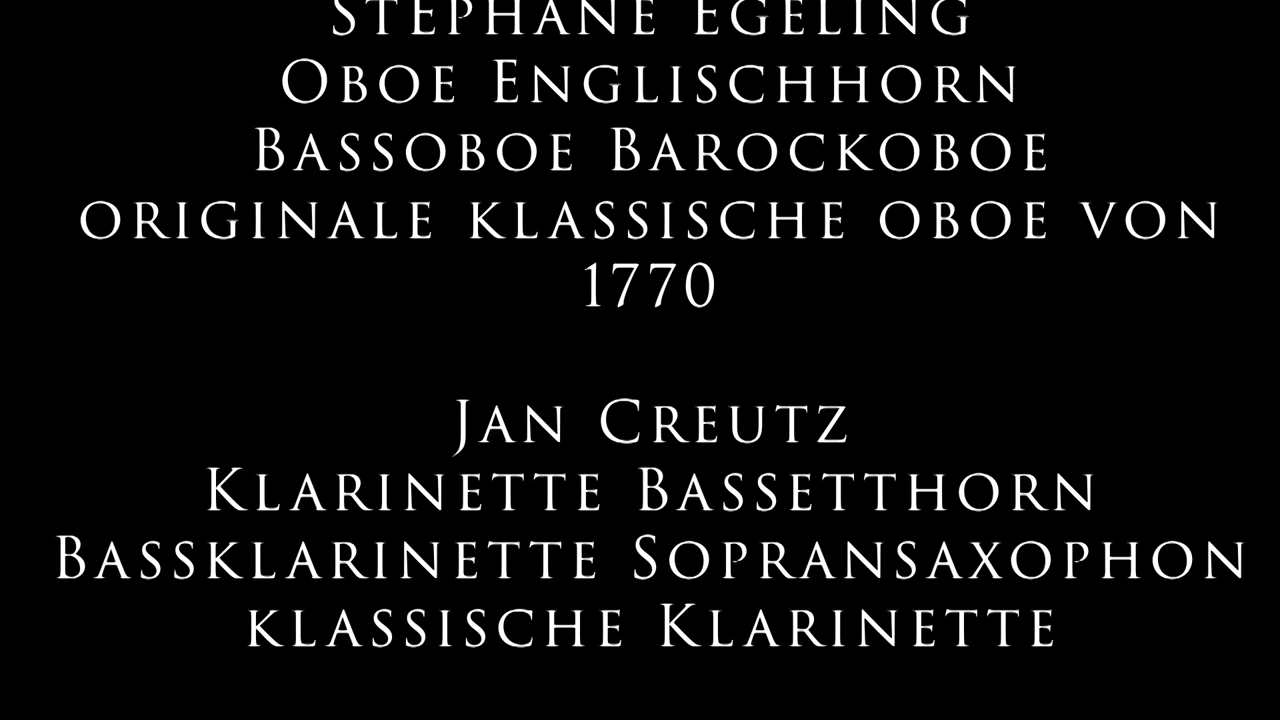 Stephane Egeling
Oboe Englischhorn
Bassoboe Barockoboe
originale klassische oboe von
1770
Jan Creutz
Klarinette Bassetthorn
Bassklarinette Sopransaxophon
klassische Klarinette